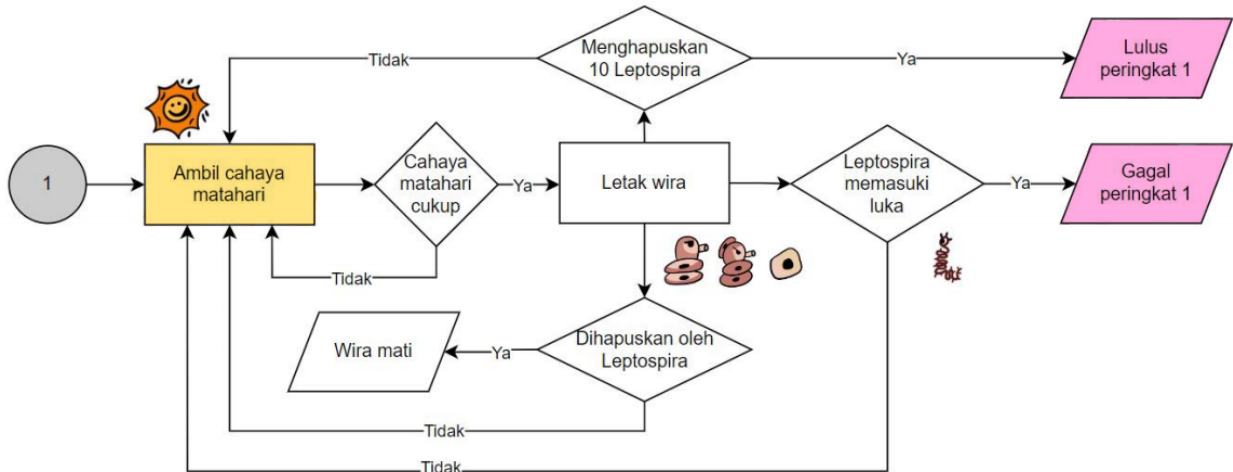 Tidak
Menghapuskan
10 Leptospira
Ya
Lulus
peringkat 1
1
Ambil cahaya
matahari
Cahaya
matahari
cukup
Ya
Letak wira
Leptospira
memasuki
luka
Ya
Gagal
peringkat 1
Tidak
Wira mati
Ya
Dihapuskan oleh
Leptospira
Tidak
Tidak